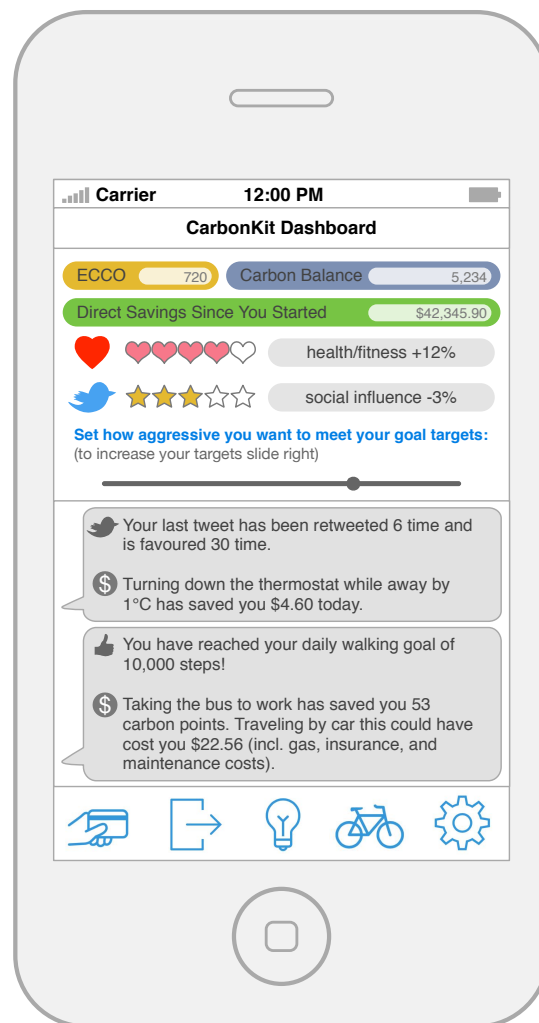 Carrier 12:00 PM
CarbonKit Dashboard
ECCO 720 Carbon Balance 5,234
Direct Savings Since You Started $42,345.90
health/fitness +12%
social influence -3%
Set how aggressive you want to meet your goal targets:
(to increase your targets slide right)
Your last tweet has been retweeted 6 time and
is favoured 30 time.
$ Turning down the thermostat while away by
1°C has saved you $4.60 today.
You have reached your daily walking goal of
10,000 steps!
$ Taking the bus to work has saved you 53
carbon points. Traveling by car this could have
cost you $22.56 (incl. gas, insurance, and
maintenance costs).